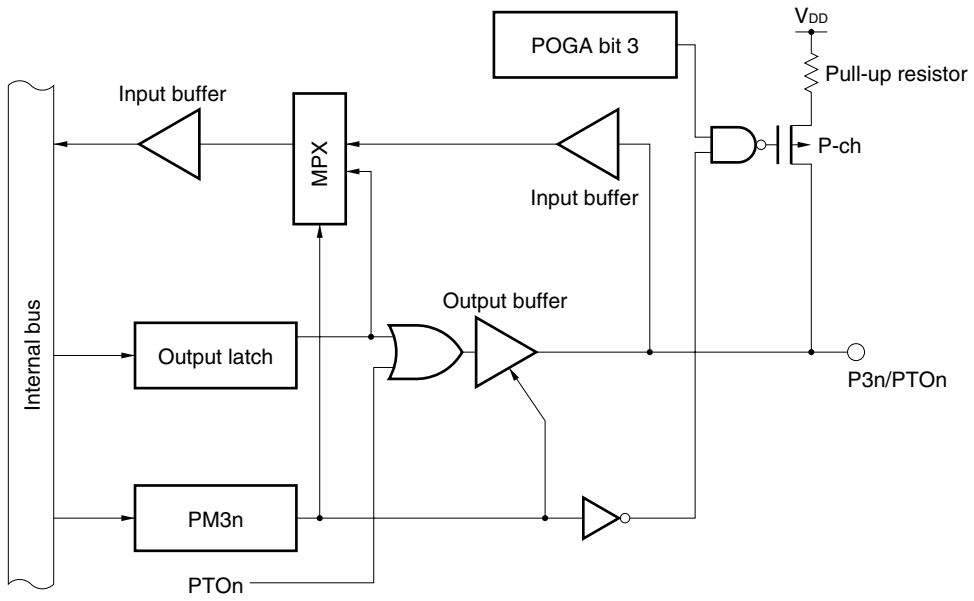 VDD
POGA bit 3
Pull-up resistor
Input buffer
P-ch
MPX
Input buffer
Output buffer
Internal bus
Output latch
P3n/PTOn
PM3n
PTOn